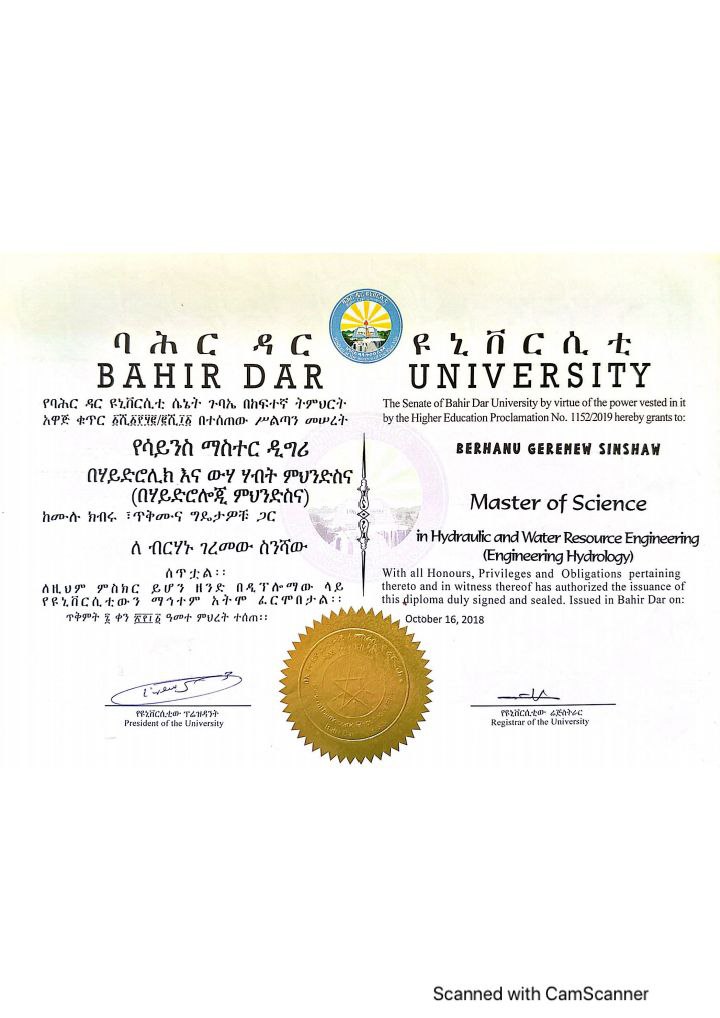 ባሕር ዳር ዩኒቨርሲቲ
BAHIR DAR UNIVERSITY
የባሕር ዳር ዩኒቨርሲቲ ሴኔት ጉባኤ በከፍተኛ ትምህርት
አዋጅ ቁጥር ፩ሺ፩፻፶፪/፪ሺ፲፩ በተሰጠው ሥልጣን መሠረት
የሳይንስ ማስተር ዲግሪ
በሃይድሮሊክ እና ውሃ ሃብት ምህንድስና
(በሃይድሮሎጂ ምህንድስና)
ከሙሉ ክብሩ ፣ጥቅሙና ግዴታዎቹ ጋር
ለ ብርሃኑ ገረመው ስንሻው
ሰጥቷል፡፡
ለዚህም ምስክር ይሆን ዘንድ በዲፕሎማው ላይ
የዩኒቨርሲቲውን ማኅተም አትሞ ፈርሞበታል፡፡
ጥቅምት ፮ ቀን ፳፻፲፩ ዓመተ ምህረት ተሰጠ፡፡
የዩኒቨርሲቲው ፕሬዝዳንት
President of the University
The Senate of Bahir Dar University by virtue of the power vested in it
by the Higher Education Proclamation No. 1152/2019 hereby grants to:
BERHANU GEREMEW SINSHAW
Master of Science
in Hydraulic and Water Resource Engineering
(Engineering Hydrology)
With all Honours, Privileges and Obligations pertaining
thereto and in witness thereof has authorized the issuance of
this diploma duly signed and sealed. Issued in Bahir Dar on:
October 16, 2018
የዩኒቨርሲቲው ሬጅስትራር
Registrar of the University
Scanned with CamScanner